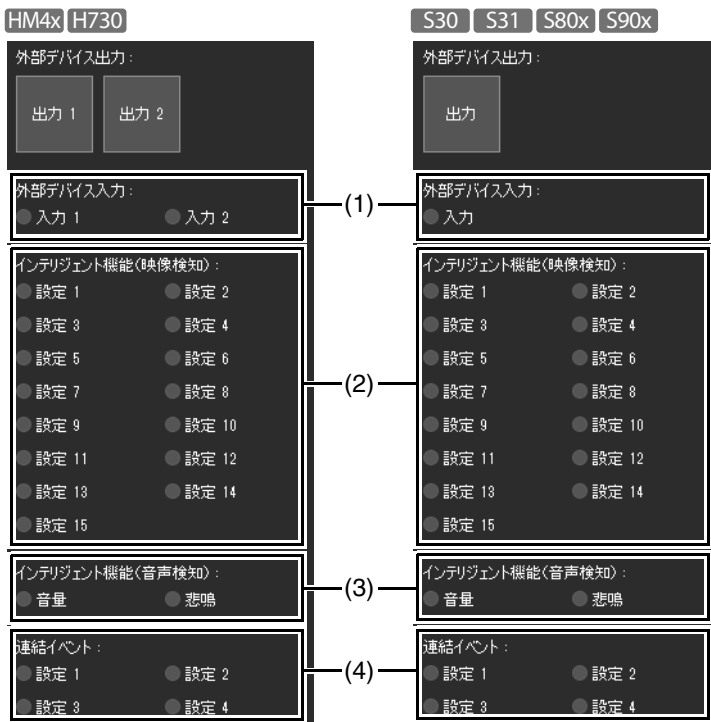 HM4x H730
外部デバイス出力：
出力 1 出力 2
外部デバイス入力：
入力 1 入力 2
インテリジェント機能(映像検知)：
設定 1 設定 2
設定 3 設定 4
設定 5 設定 6
設定 7 設定 8
設定 9 設定 10
設定 11 設定 12
設定 13 設定 14
設定 15
インテリジェント機能(音声検知)：
音量 悲鳴
連結イベント：
設定 1 設定 2
設定 3 設定 4
(1)
(2)
(3)
(4)
S30 S31 S80x S90x
外部デバイス出力：
出力
外部デバイス入力：
入力
インテリジェント機能(映像検知)：
設定 1 設定 2
設定 3 設定 4
設定 5 設定 6
設定 7 設定 8
設定 9 設定 10
設定 11 設定 12
設定 13 設定 14
設定 15
インテリジェント機能(音声検知)：
音量 悲鳴
連結イベント：
設定 1 設定 2
設定 3 設定 4